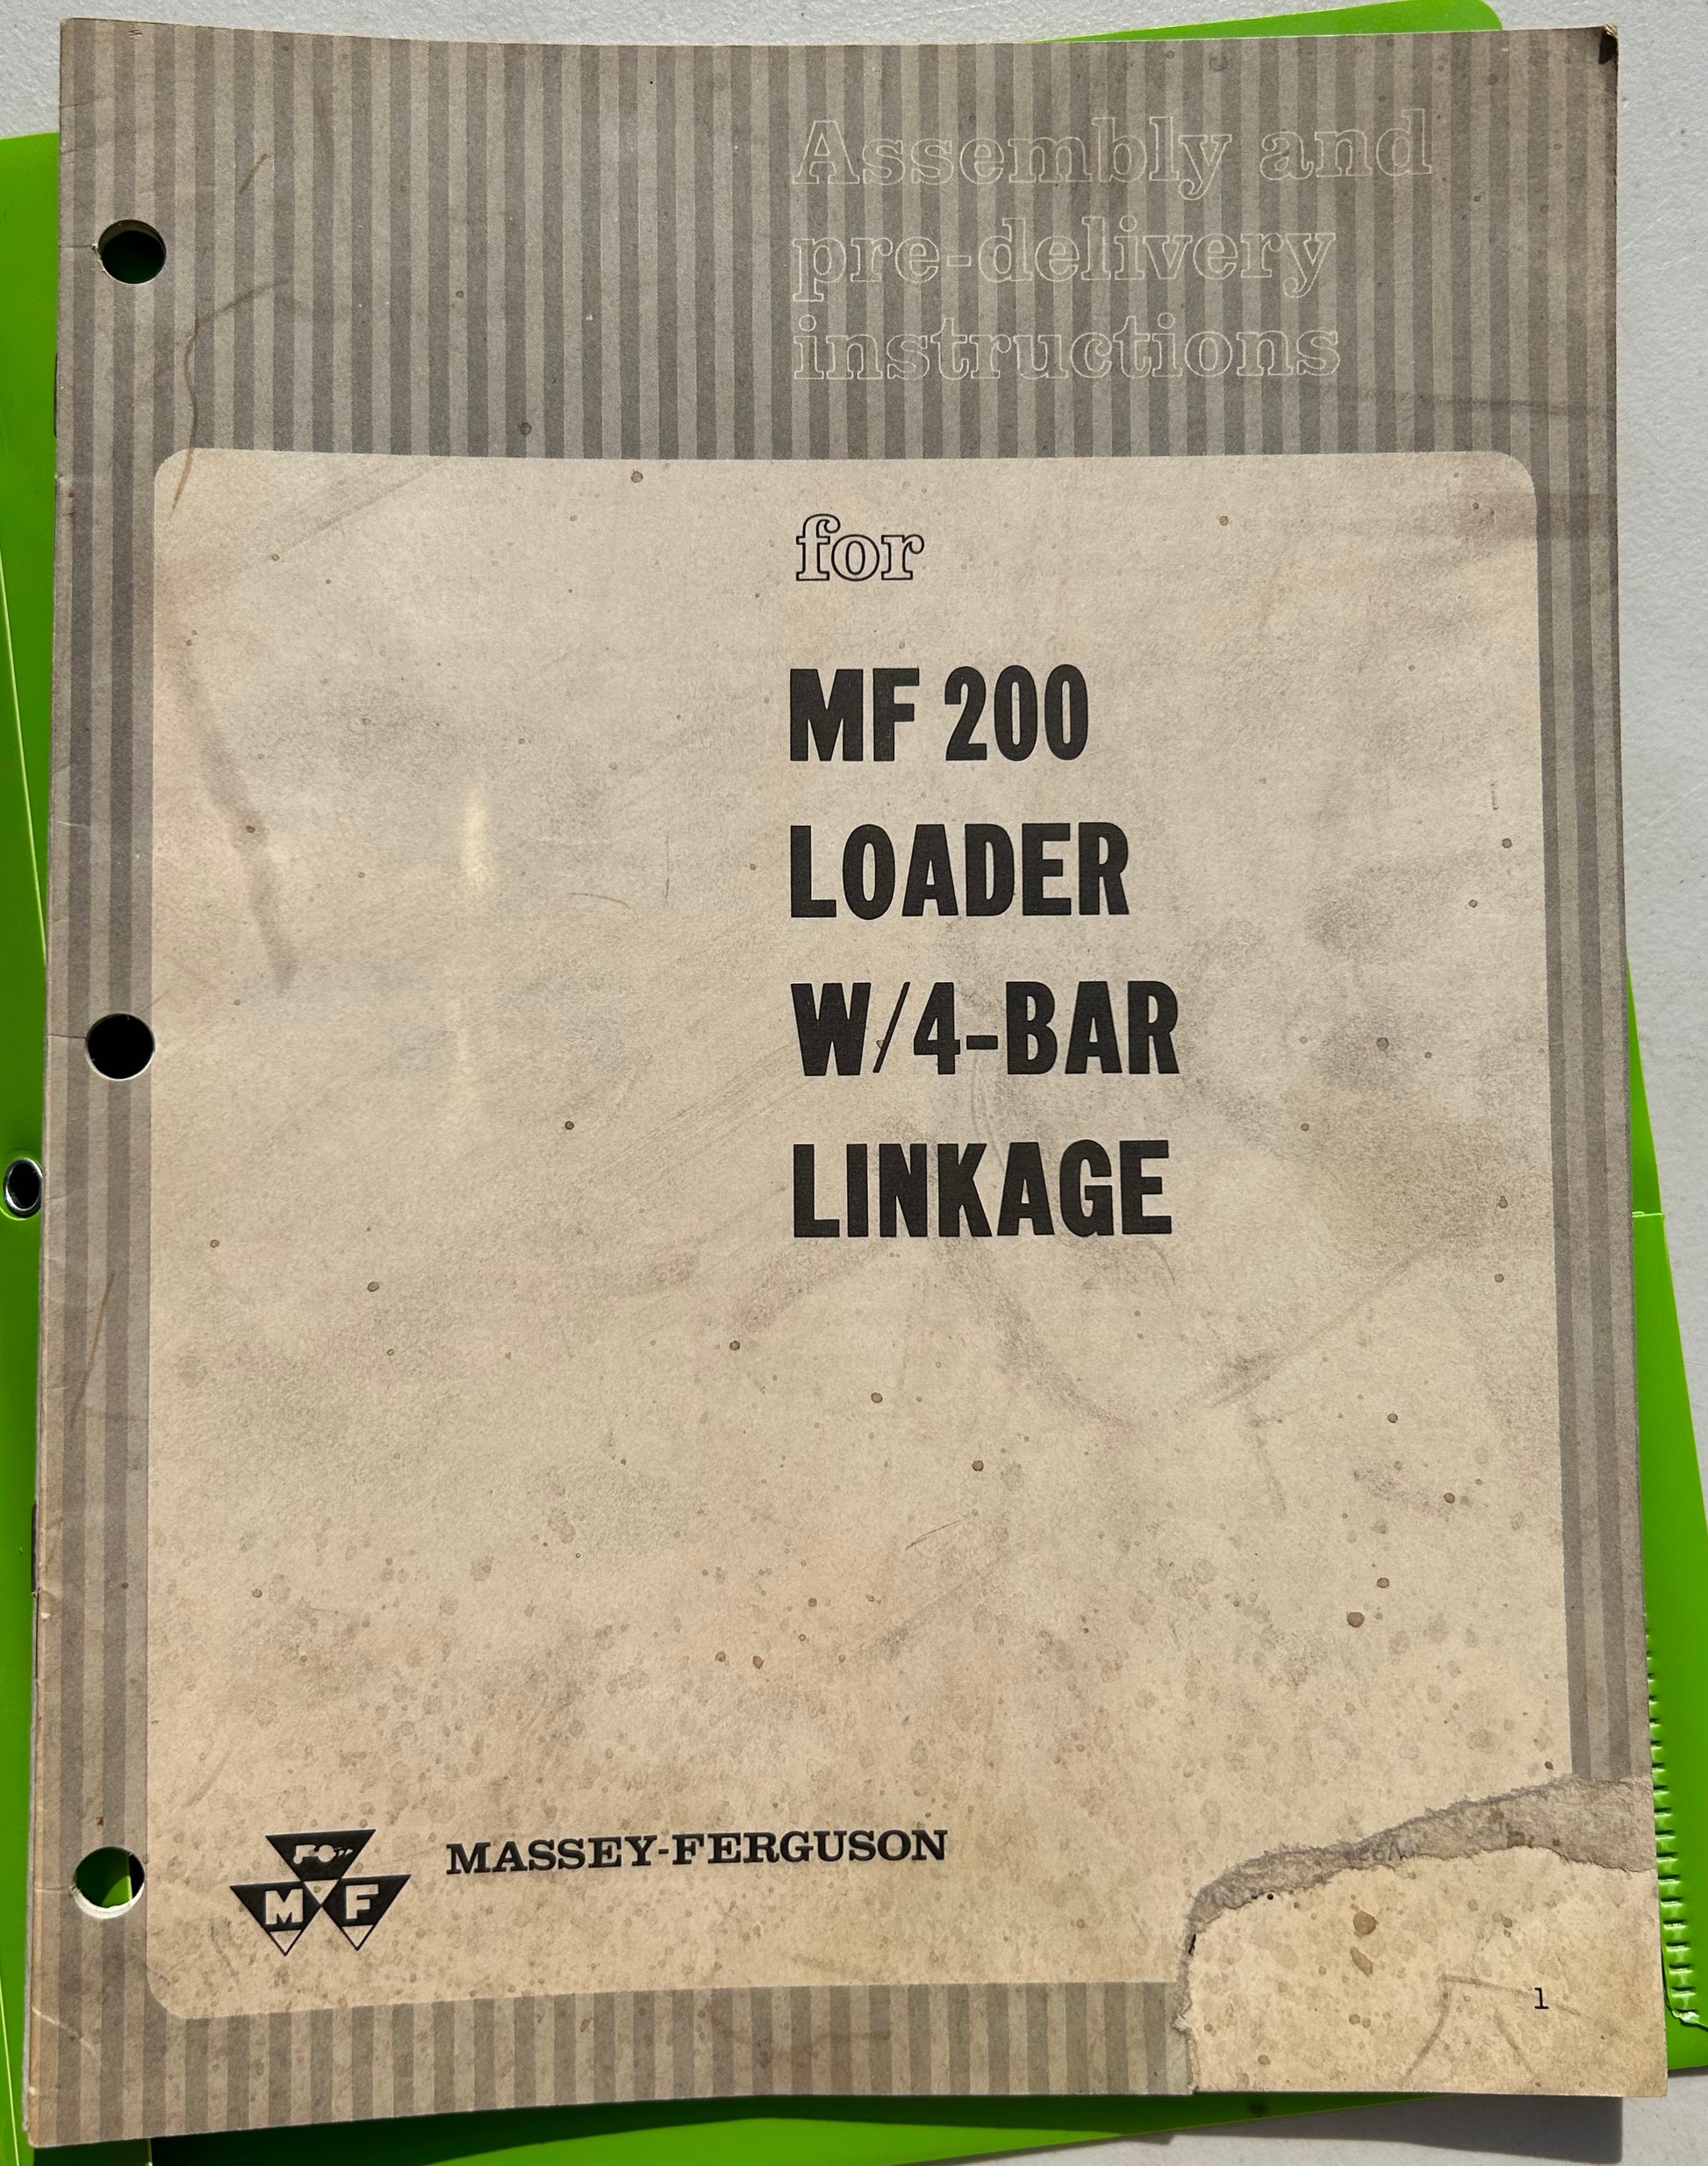 Assembly and
pre-delivery
instructions
for
MF 200
LOADER
W/4-BAR
LINKAGE
M F
MASSEY-FERGUSON
1